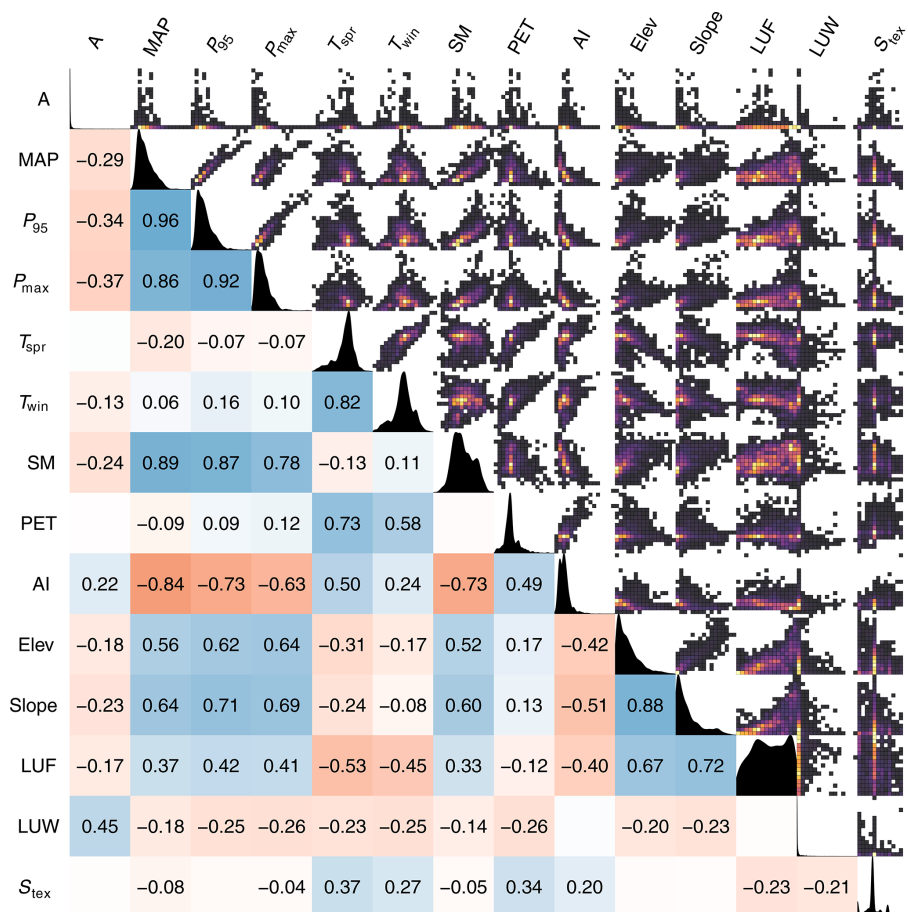 A MAP P95 Pmax Tspr Twin SM PET AI Elev Slope LUF LUW Stex
A
MAP −0.29
P95 −0.34 0.96
Pmax −0.37 0.86 0.92
Tspr −0.20 −0.07 −0.07
Twin −0.13 0.06 0.16 0.10 0.82
SM −0.24 0.89 0.87 0.78 −0.13 0.11
PET −0.09 0.09 0.12 0.73 0.58
AI 0.22 −0.84 −0.73 −0.63 0.50 0.24 −0.73 0.49
Elev −0.18 0.56 0.62 0.64 −0.31 −0.17 0.52 0.17 −0.42
Slope −0.23 0.64 0.71 0.69 −0.24 −0.08 0.60 0.13 −0.51 0.88
LUF −0.17 0.37 0.42 0.41 −0.53 −0.45 0.33 −0.12 −0.40 0.67 0.72
LUW 0.45 −0.18 −0.25 −0.26 −0.23 −0.25 −0.14 −0.26 −0.20 −0.23
Stex −0.08 −0.04 0.37 0.27 −0.05 0.34 0.20 −0.23 −0.21